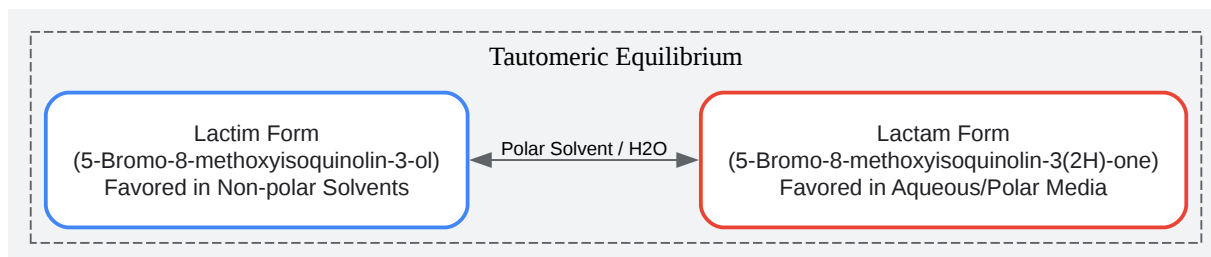 Tautomeric Equilibrium
Lactim Form
(5-Bromo-8-methoxyisoquinolin-3-ol)
Favored in Non-polar Solvents
Polar Solvent / H2O
Lactam Form
(5-Bromo-8-methoxyisoquinolin-3(2H)-one)
Favored in Aqueous/Polar Media